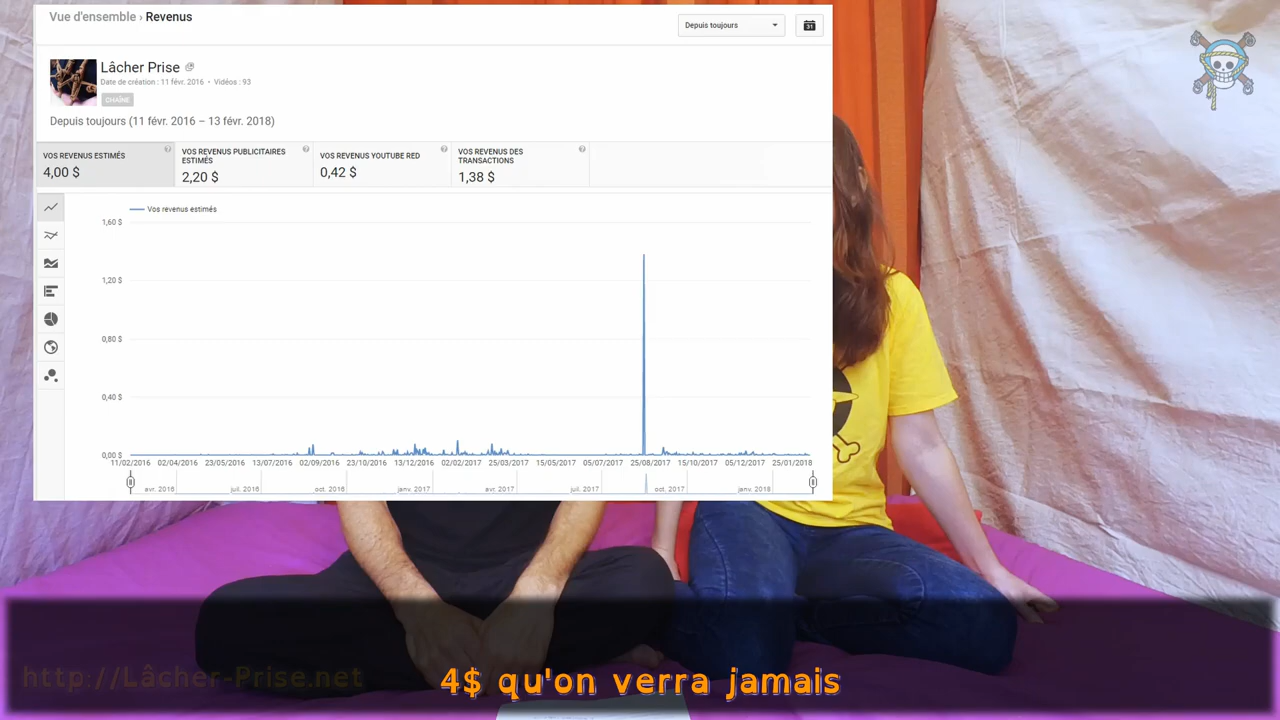 Vue d'ensemble › Revenus
Depuis toujours
31
Lâcher Prise
Date de création : 11 févr. 2016 • Vidéos : 93
CHAÎNE
Depuis toujours (11 févr. 2016 – 13 févr. 2018)
VOS REVENUS ESTIMÉS
4,00 $
VOS REVENUS PUBLICITAIRES
ESTIMÉS
2,20 $
VOS REVENUS YOUTUBE RED
0,42 $
VOS REVENUS DES
TRANSACTIONS
1,38 $
Vos revenus estimés
1,60 $
1,20 $
0,80 $
0,40 $
0,00 $
11/02/2016 02/04/2016 23/05/2016 13/07/2016 02/09/2016 23/10/2016 13/12/2016 02/02/2017 25/03/2017 15/05/2017 05/07/2017 25/08/2017 15/10/2017 05/12/2017 25/01/2018
avr. 2016 juil. 2016 oct. 2016 janv. 2017 avr. 2017 juil. 2017 oct. 2017 janv. 2018
http://Lâcher-Prise.net
4$ qu'on verra jamais